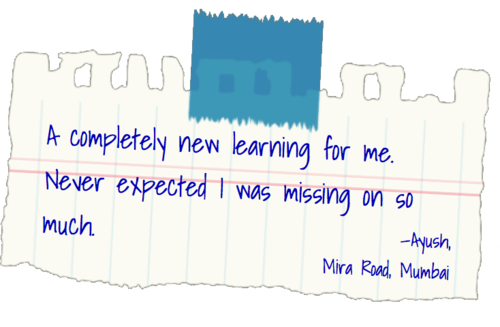 A completely new learning for me.
Never expected I was missing on so
much.
–Ayush,
Mira Road, Mumbai